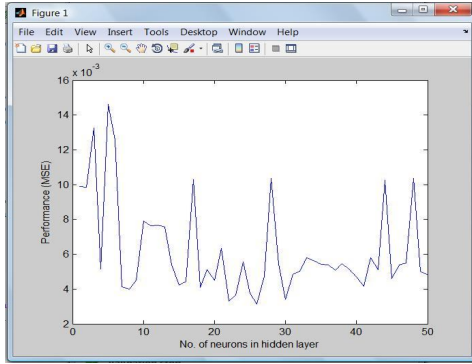 Figure 1
File Edit View Insert Tools Desktop Window Help
x 10⁻³
16
14
12
10
8
6
4
2
Performance (MSE)
0 10 20 30 40 50
No. of neurons in hidden layer